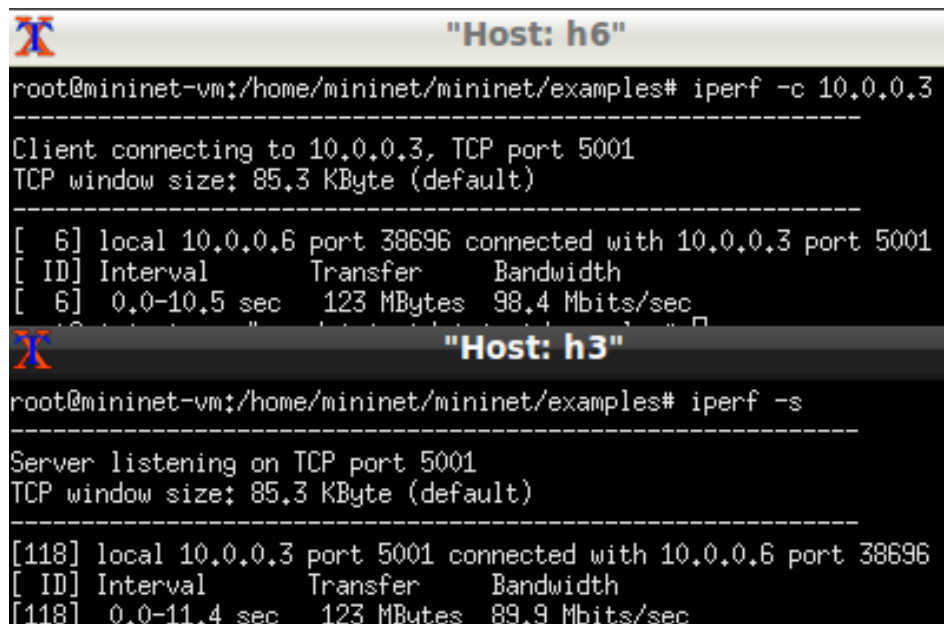 "Host: h6"
root@mininet-vm:/home/mininet/mininet/examples# iperf -c 10.0.0.3
------------------------------------------------------------
Client connecting to 10.0.0.3, TCP port 5001
TCP window size: 85.3 KByte (default)
------------------------------------------------------------
[  6] local 10.0.0.6 port 38696 connected with 10.0.0.3 port 5001
[ ID] Interval       Transfer     Bandwidth
[  6]  0.0-10.5 sec   123 MBytes  98.4 Mbits/sec
"Host: h3"
root@mininet-vm:/home/mininet/mininet/examples# iperf -s
------------------------------------------------------------
Server listening on TCP port 5001
TCP window size: 85.3 KByte (default)
------------------------------------------------------------
[118] local 10.0.0.3 port 5001 connected with 10.0.0.6 port 38696
[ ID] Interval       Transfer     Bandwidth
[118]  0.0-11.4 sec   123 MBytes  89.9 Mbits/sec